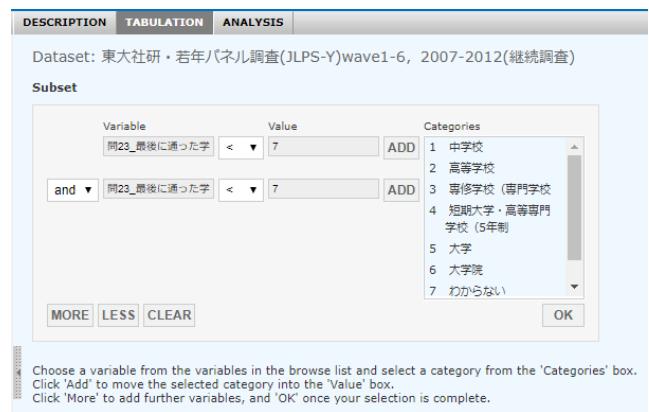 DESCRIPTION TABULATION ANALYSIS
Dataset: 東大社研・若年パネル調査(JLPS-Y)wave1-6, 2007-2012(継続調査)
Subset
Variable Value Categories
問23_最後に通った学 < ▼ 7 ADD
1 中学校
2 高等学校
and ▼ 問23_最後に通った学 < ▼ 7 ADD
3 専修学校（専門学校
4 短期大学・高等専門
学校（5年制
5 大学
6 大学院
7 わからない
MORE LESS CLEAR OK
Choose a variable from the variables in the browse list and select a category from the 'Categories' box.
Click 'Add' to move the selected category into the 'Value' box.
Click 'More' to add further variables, and 'OK' once your selection is complete.